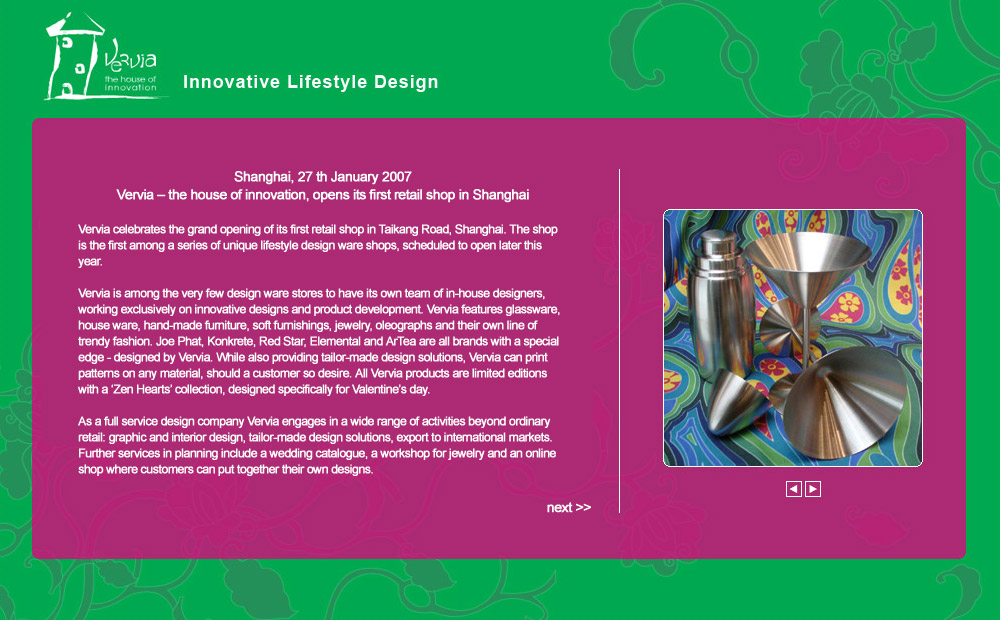 Vervia
the house of
innovation
Innovative Lifestyle Design
Shanghai, 27 th January 2007
Vervia – the house of innovation, opens its first retail shop in Shanghai
Vervia celebrates the grand opening of its first retail shop in Taikang Road, Shanghai. The shop
is the first among a series of unique lifestyle design ware shops, scheduled to open later this
year.
Vervia is among the very few design ware stores to have its own team of in-house designers,
working exclusively on innovative designs and product development. Vervia features glassware,
house ware, hand-made furniture, soft furnishings, jewelry, oleographs and their own line of
trendy fashion. Joe Phat, Konkrete, Red Star, Elemental and ArTea are all brands with a special
edge - designed by Vervia. While also providing tailor-made design solutions, Vervia can print
patterns on any material, should a customer so desire. All Vervia products are limited editions
with a ‘Zen Hearts’ collection, designed specifically for Valentine’s day.
As a full service design company Vervia engages in a wide range of activities beyond ordinary
retail: graphic and interior design, tailor-made design solutions, export to international markets.
Further services in planning include a wedding catalogue, a workshop for jewelry and an online
shop where customers can put together their own designs.
next >>